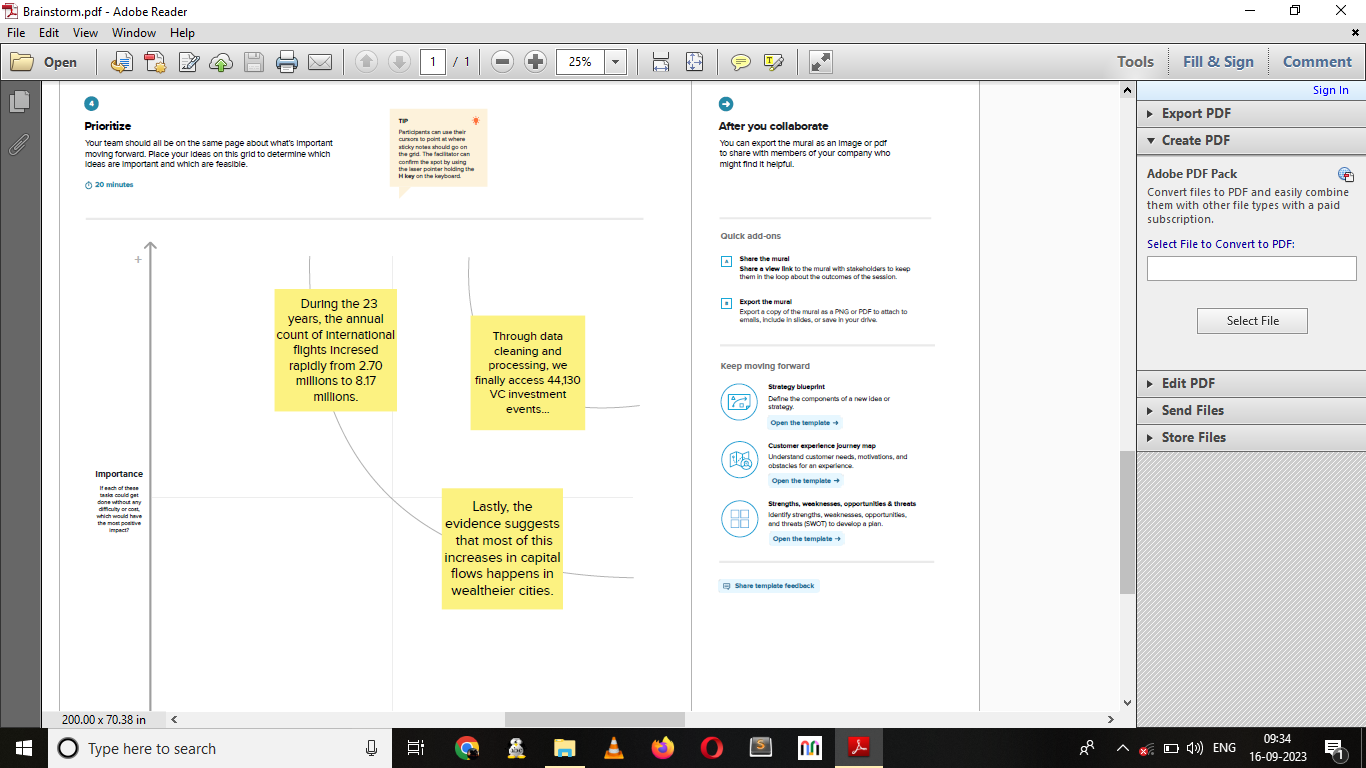 Brainstorm.pdf - Adobe Reader
File Edit View Window Help
Open 1 / 1 25% Tools Fill & Sign Comment
Sign In
Export PDF
Create PDF
Adobe PDF Pack
Convert files to PDF and easily combine
them with other file types with a paid
subscription.
Select File to Convert to PDF:
Select File
Edit PDF
Send Files
Store Files
4
Prioritize
Your team should all be on the same page about what's important
moving forward. Place your ideas on this grid to determine which
ideas are important and which are feasible.
20 minutes
TIP
Participants can use their
cursors to point at where
sticky notes should go on
the grid. The facilitator can
confirm the spot by using
the laser pointer holding the
H key on the keyboard.
During the 23
years, the annual
count of international
flights incresed
rapidly from 2.70
millions to 8.17
millions.
Through data
cleaning and
processing, we
finally access 44,130
VC investment
events...
Lastly, the
evidence suggests
that most of this
increases in capital
flows happens in
wealtheier cities.
Importance
If each of these
tasks could get
done without any
difficulty or cost,
which would have
the most positive
impact?
After you collaborate
You can export the mural as an image or pdf
to share with members of your company who
might find it helpful.
Quick add-ons
A Share the mural
Share a view link to the mural with stakeholders to keep
them in the loop about the outcomes of the session.
B Export the mural
Export a copy of the mural as a PNG or PDF to attach to
emails, include in slides, or save in your drive.
Keep moving forward
Strategy blueprint
Define the components of a new idea or
strategy.
Open the template
Customer experience journey map
Understand customer needs, motivations, and
obstacles for an experience.
Open the template
Strengths, weaknesses, opportunities & threats
Identify strengths, weaknesses, opportunities,
and threats (SWOT) to develop a plan.
Open the template
Share template feedback
200.00 x 70.38 in
Type here to search
ENG
09:34
16-09-2023
1